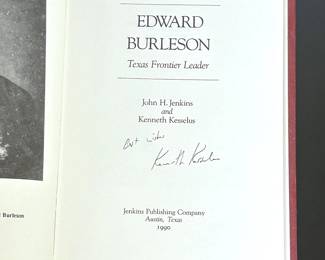 EDWARD
BURLESON
Texas Frontier Leader
John H. Jenkins
and
Kenneth Kesselus
Best wishes
Kenneth Kesselus
Jenkins Publishing Company
Austin, Texas
1990
Burleson